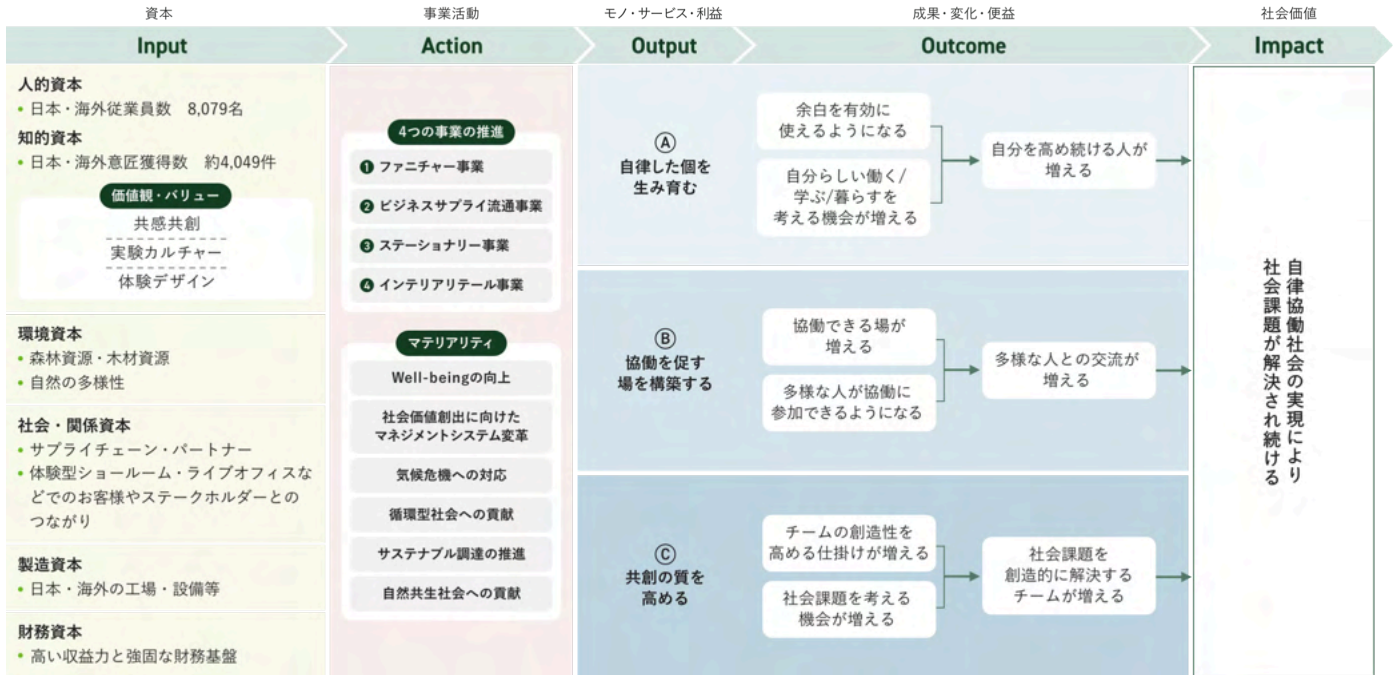 資本
事業活動
モノ・サービス・利益
成果・変化・便益
社会価値
Input
Action
Output
Outcome
Impact
人的資本
• 日本・海外従業員数　8,079名
知的資本
• 日本・海外意匠獲得数　約4,049件
価値観・バリュー
共感共創
実験カルチャー
体験デザイン
環境資本
• 森林資源・木材資源
• 自然の多様性
社会・関係資本
• サプライチェーン・パートナー
• 体験型ショールーム・ライブオフィスな
どでのお客様やステークホルダーとの
つながり
製造資本
• 日本・海外の工場・設備等
財務資本
• 高い収益力と強固な財務基盤
4つの事業の推進
❶ ファニチャー事業
❷ ビジネスサプライ流通事業
❸ ステーショナリー事業
❹ インテリアリテール事業
マテリアリティ
Well-beingの向上
社会価値創出に向けた
マネジメントシステム変革
気候危機への対応
循環型社会への貢献
サステナブル調達の推進
自然共生社会への貢献
Ⓐ
自律した個を
生み育む
余白を有効に
使えるようになる
自分らしい働く/
学ぶ/暮らすを
考える機会が増える
自分を高め続ける人が
増える
Ⓑ
協働を促す
場を構築する
協働できる場が
増える
多様な人が協働に
参加できるようになる
多様な人との交流が
増える
Ⓒ
共創の質を
高める
チームの創造性を
高める仕掛けが増える
社会課題を考える
機会が増える
社会課題を
創造的に解決する
チームが増える
自律協働社会の実現により
社会課題が解決され続ける